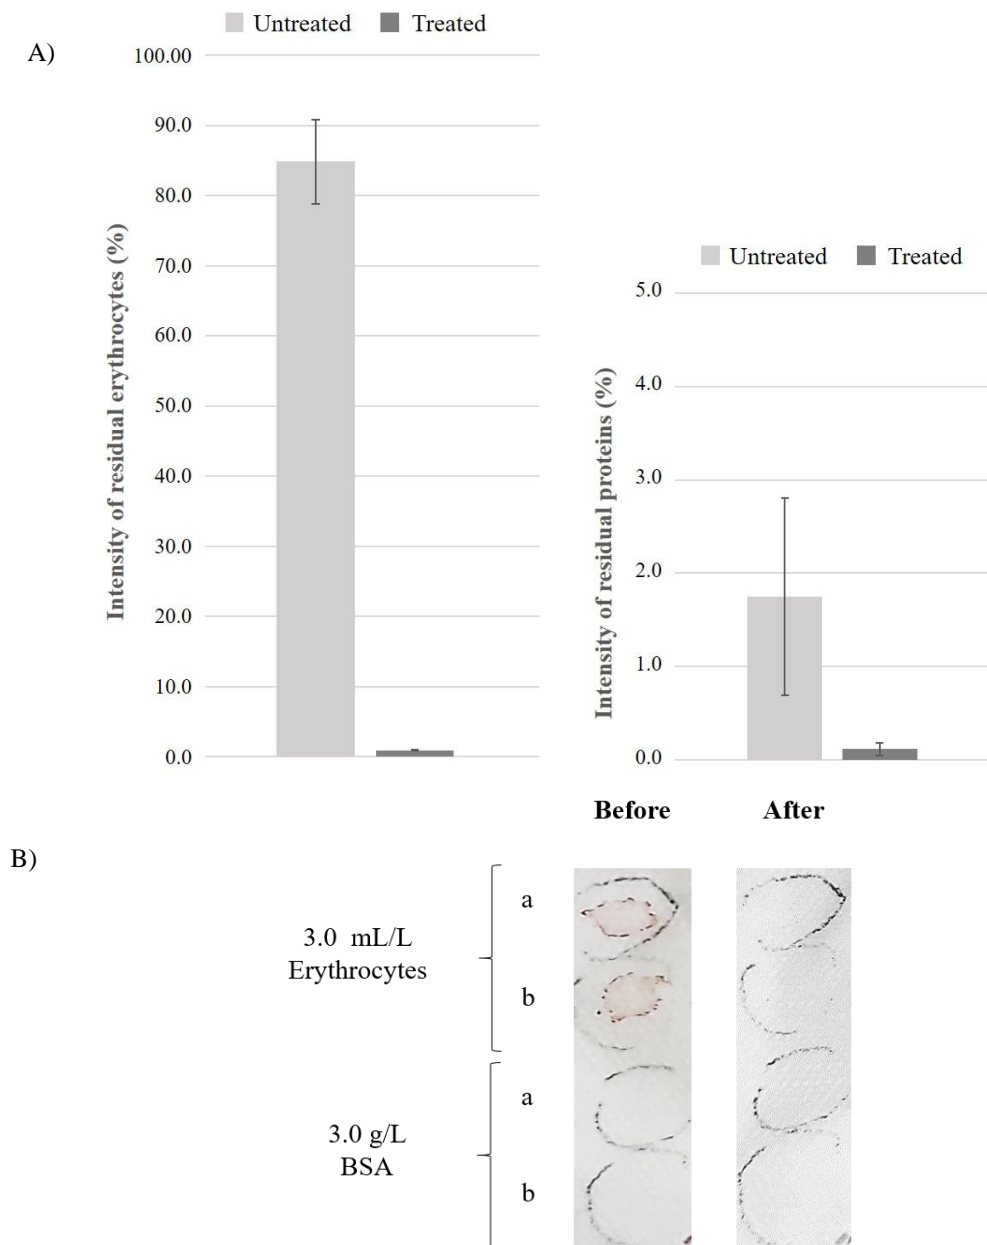 A)
Untreated Treated
100.00
90.0
80.0
70.0
60.0
50.0
40.0
30.0
20.0
10.0
0.0
Intensity of residual erythrocytes (%)
Untreated Treated
5.0
4.0
3.0
2.0
1.0
0.0
Intensity of residual proteins (%)
B)
Before After
3.0 mL/L
Erythrocytes
a
b
3.0 g/L
BSA
a
b